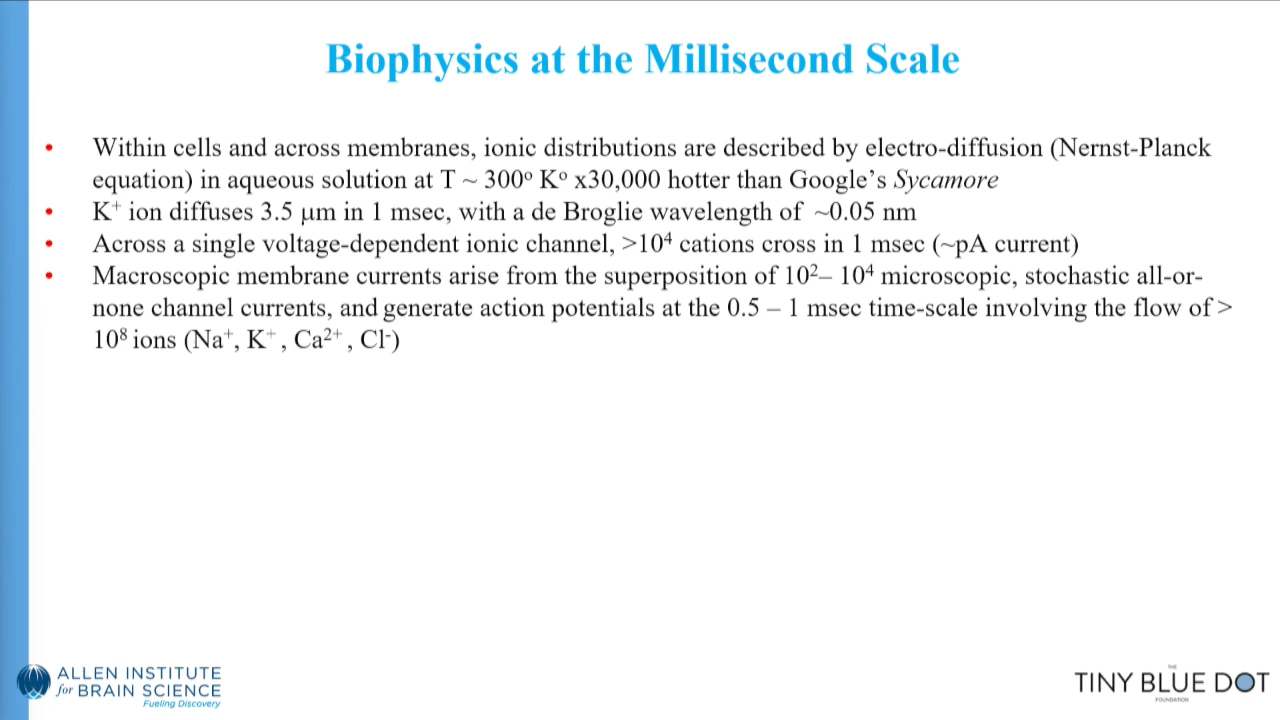 Biophysics at the Millisecond Scale
• Within cells and across membranes, ionic distributions are described by electro-diffusion (Nernst-Planck
equation) in aqueous solution at T ~ 300º Kº x30,000 hotter than Google’s Sycamore
• K⁺ ion diffuses 3.5 μm in 1 msec, with a de Broglie wavelength of ~0.05 nm
• Across a single voltage-dependent ionic channel, >10⁴ cations cross in 1 msec (~pA current)
• Macroscopic membrane currents arise from the superposition of 10²– 10⁴ microscopic, stochastic all-or-
none channel currents, and generate action potentials at the 0.5 – 1 msec time-scale involving the flow of >
10⁸ ions (Na⁺, K⁺ , Ca²⁺ , Cl⁻)
ALLEN INSTITUTE
for BRAIN SCIENCE
Fueling Discovery
THE
TINY BLUE DOT
FOUNDATION